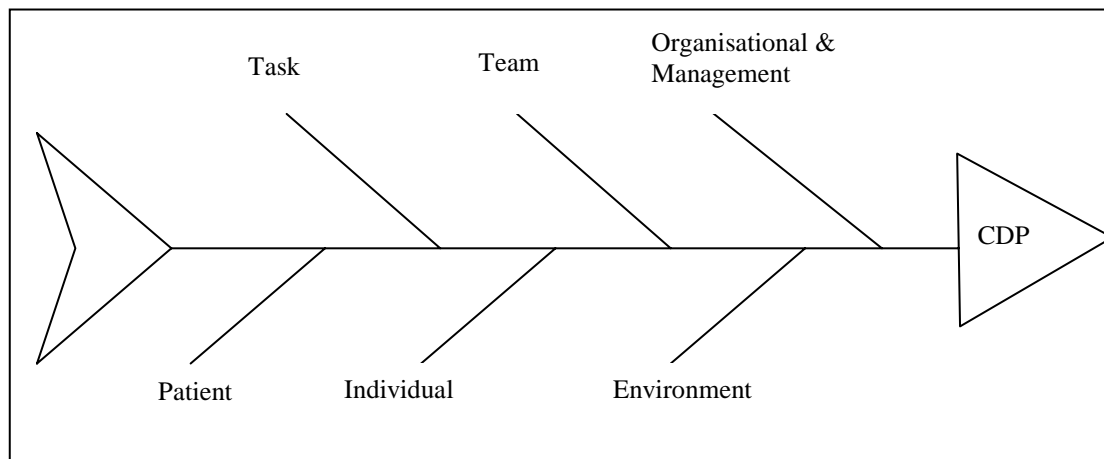 Task
Team
Organisational &
Management
CDP
Patient
Individual
Environment